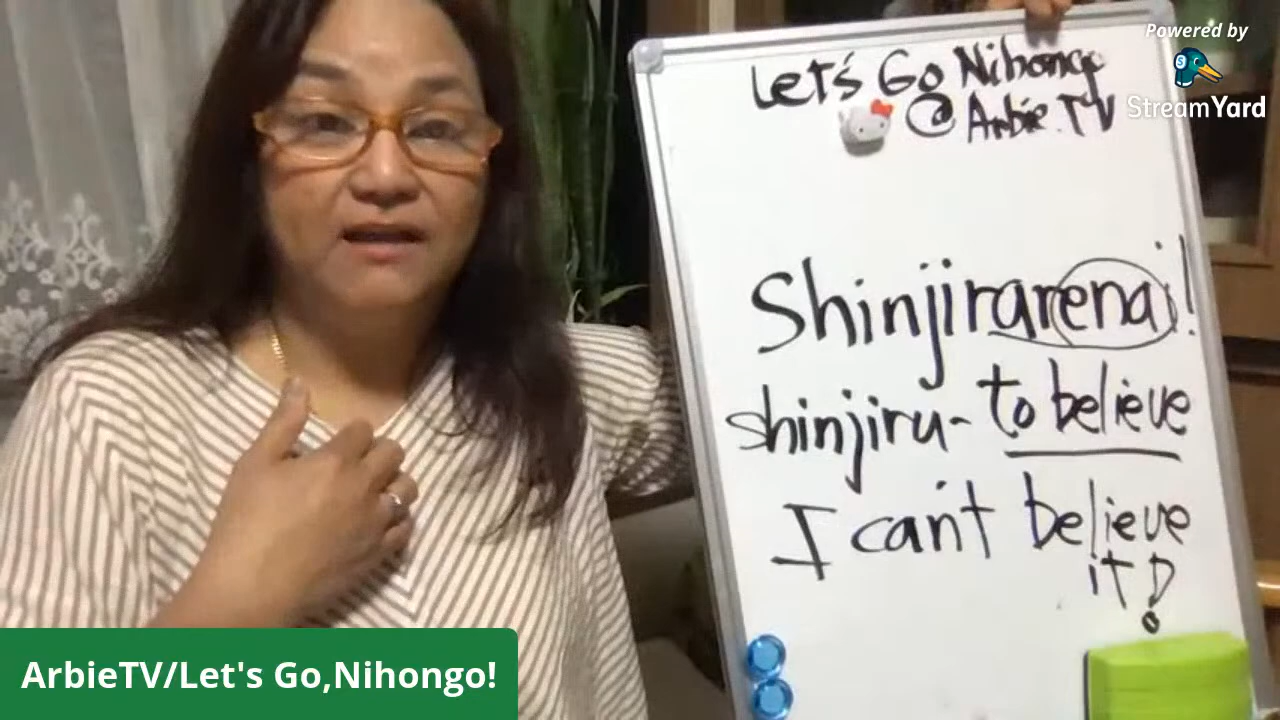 Powered by
StreamYard
Let's Go Nihongo
@ Arbie.TV
Shinjirarenai!
shinjiru- to believe
I can't believe
it!
ArbieTV/Let's Go,Nihongo!